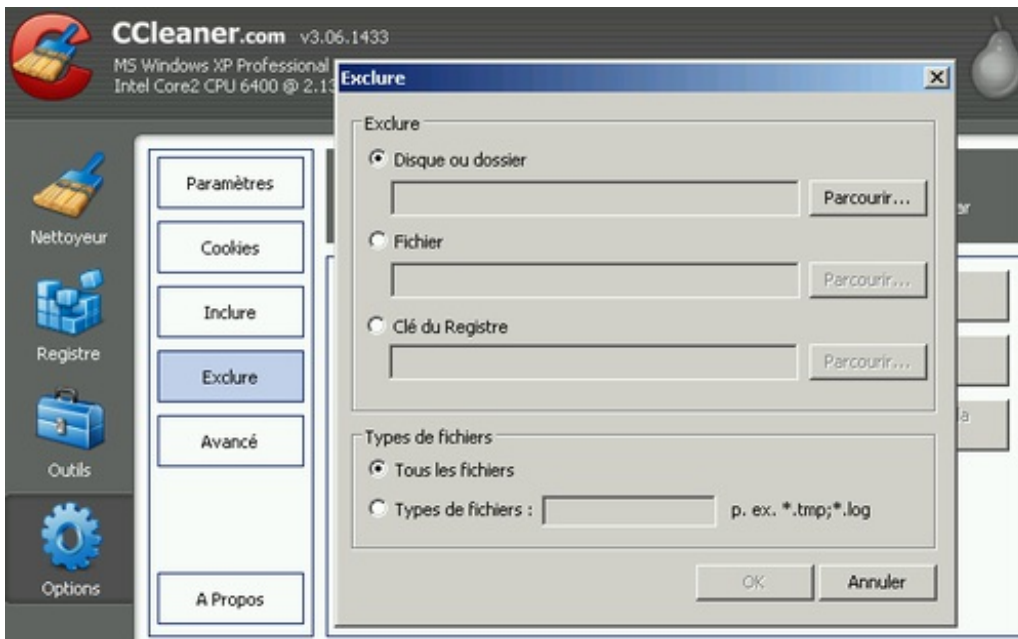 CCleaner.com v3.06.1433
MS Windows XP Professional
Intel Core2 CPU 6400 @ 2.13
Nettoyeur
Registre
Outils
Options
Paramètres
Cookies
Inclure
Exclure
Avancé
A Propos
Exclure
Exclure
Disque ou dossier
Parcourir...
Fichier
Parcourir...
Clé du Registre
Parcourir...
Types de fichiers
Tous les fichiers
Types de fichiers :
p. ex. *.tmp;*.log
OK
Annuler